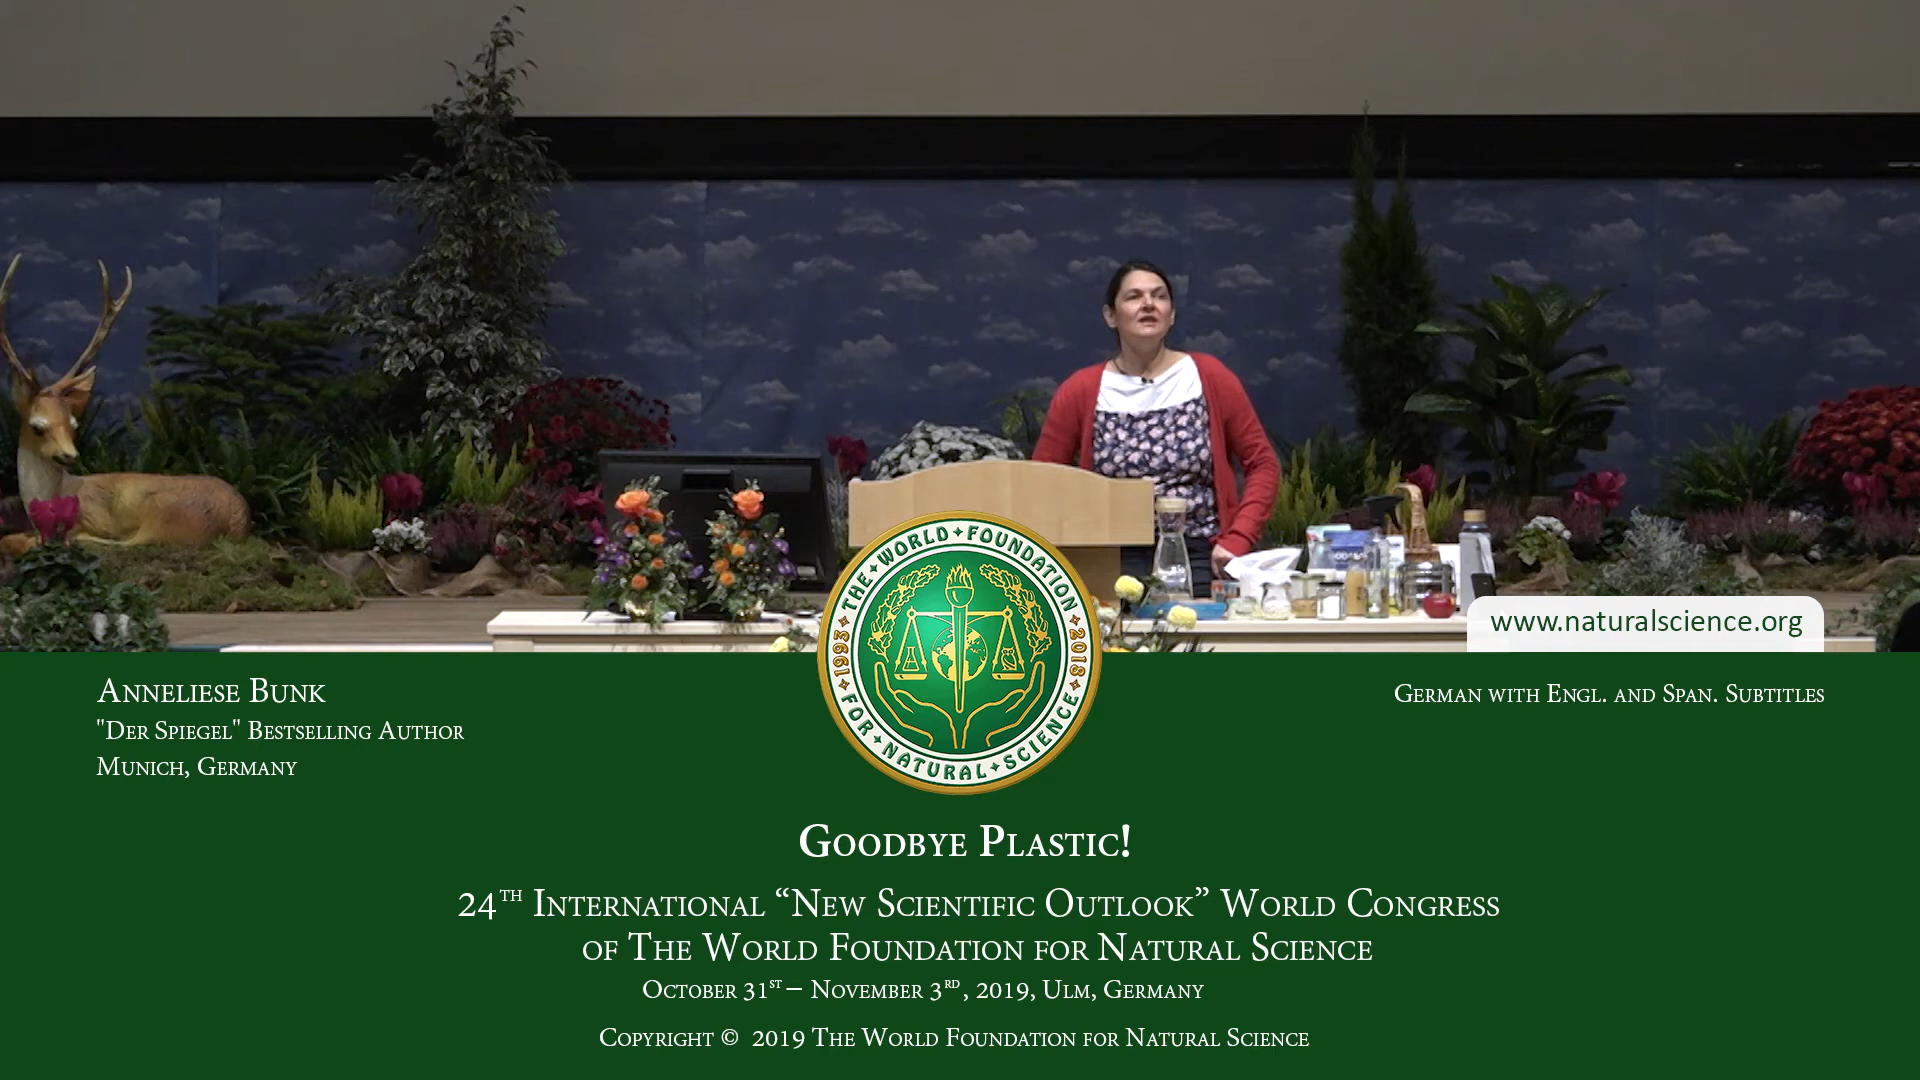 www.naturalscience.org
THE WORLD FOUNDATION
1993 2018
FOR NATURAL SCIENCE
Anneliese Bunk
"Der Spiegel" Bestselling Author
Munich, Germany
German with Engl. and Span. Subtitles
Goodbye Plastic!
24TH International “New Scientific Outlook” World Congress
of The World Foundation for Natural Science
October 31ST – November 3RD, 2019, Ulm, Germany
Copyright © 2019 The World Foundation for Natural Science